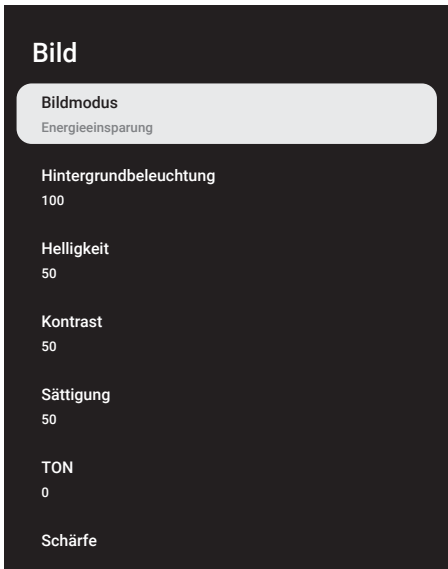 Bild
Bildmodus
Energieeinsparung
Hintergrundbeleuchtung
100
Helligkeit
50
Kontrast
50
Sättigung
50
TON
0
Schärfe